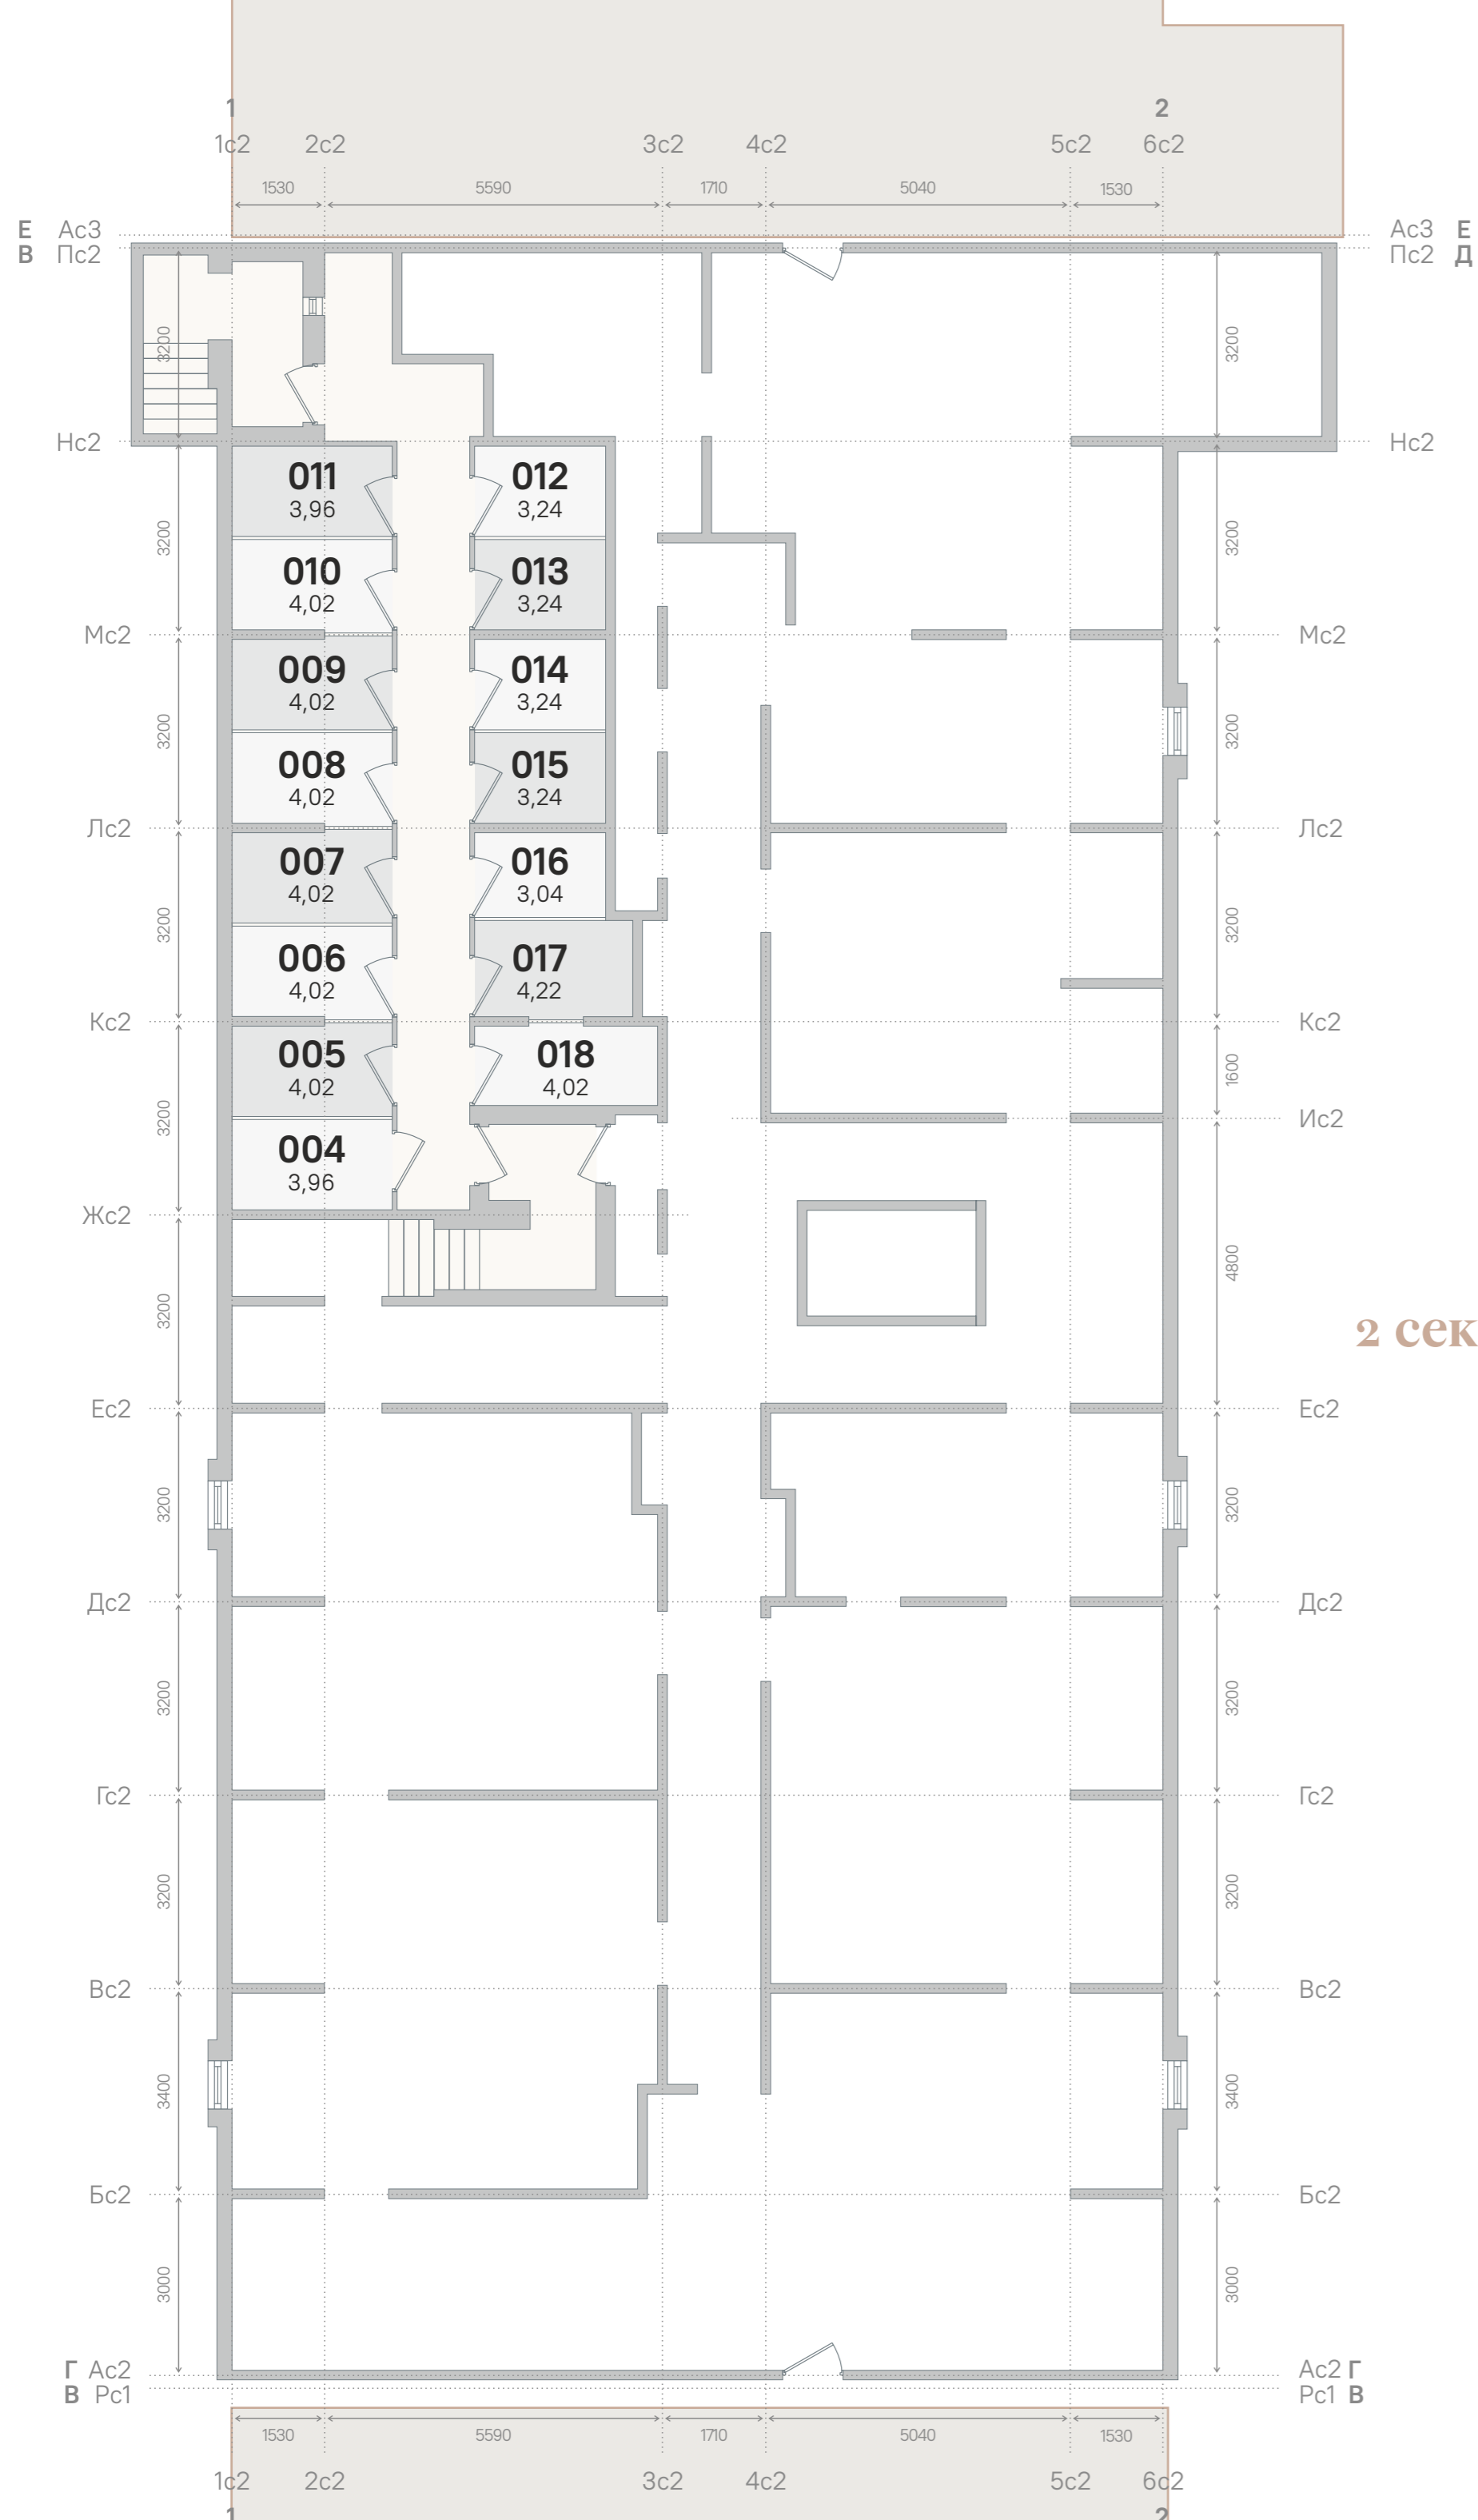 1 2
1с2 2с2 3с2 4с2 5с2 6с2
1530 5590 1710 5040 1530
Е Ас3 Ас3 Е
В Пс2 Пс2 Д
3200 3200
Нс2 Нс2
011 012
3,96 3,24
3200 3200
010 013
4,02 3,24
Мс2 Мс2
009 014
4,02 3,24
3200 3200
008 015
4,02 3,24
Лс2 Лс2
007 016
4,02 3,04
3200 3200
006 017
4,02 4,22
Кс2 Кс2
005 018
4,02 4,02
1600
3200
Ис2
004
3,96
Жс2
4800
3200
2 сек
Ес2 Ес2
3200 3200
Дс2 Дс2
3200 3200
Гс2 Гс2
3200 3200
Вс2 Вс2
3400 3400
Бс2 Бс2
3000 3000
Г Ас2 Ас2 Г
В Рс1 Рс1 В
1530 5590 1710 5040 1530
1с2 2с2 3с2 4с2 5с2 6с2
1 2